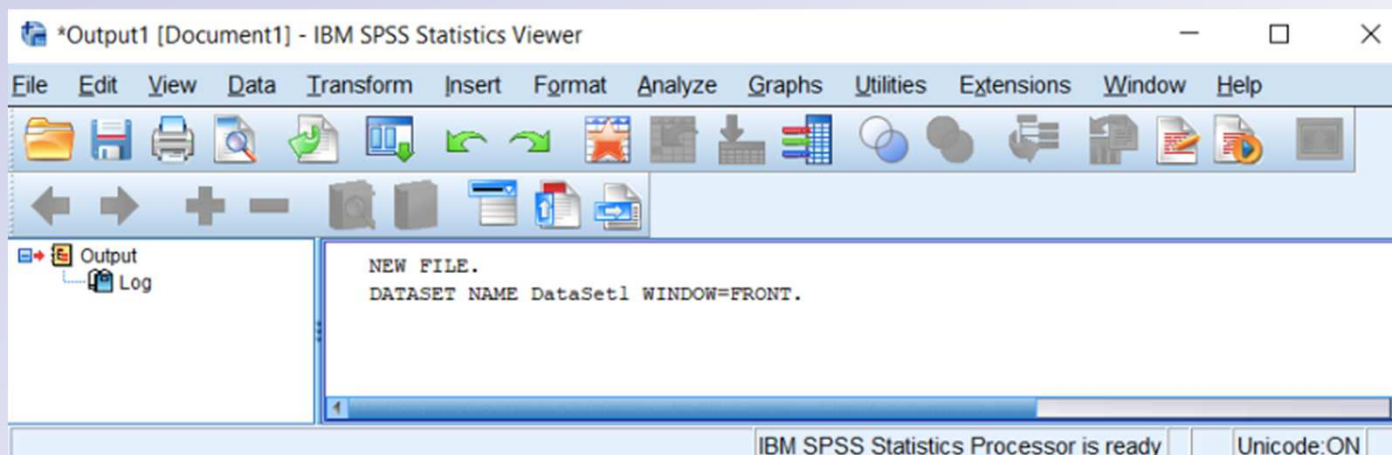 *Output1 [Document1] - IBM SPSS Statistics Viewer
File Edit View Data Transform Insert Format Analyze Graphs Utilities Extensions Window Help
Output
Log
NEW FILE.
DATASET NAME DataSet1 WINDOW=FRONT.
IBM SPSS Statistics Processor is ready Unicode:ON